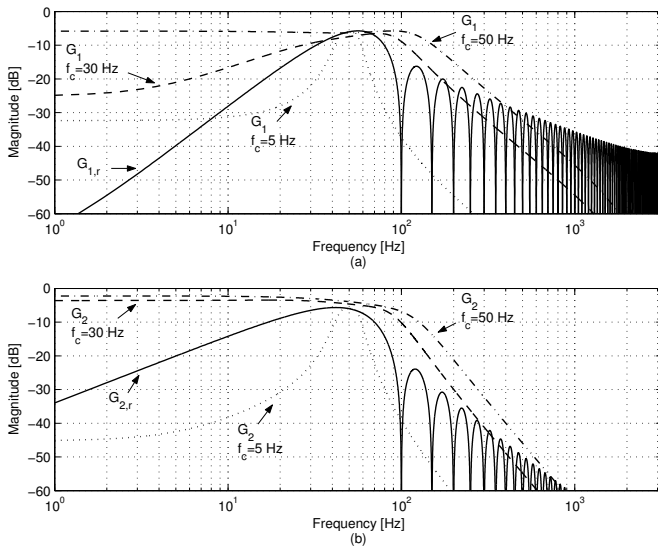 0
−10
−20
−30
−40
−50
−60
Magnitude [dB]
G1
fc=30 Hz
G1
fc=50 Hz
G1
fc=5 Hz
G1,r
10^0
10^1
10^2
10^3
Frequency [Hz]
(a)
0
−10
−20
−30
−40
−50
−60
Magnitude [dB]
G2
fc=30 Hz
G2
fc=50 Hz
G2,r
G2
fc=5 Hz
10^0
10^1
10^2
10^3
Frequency [Hz]
(b)